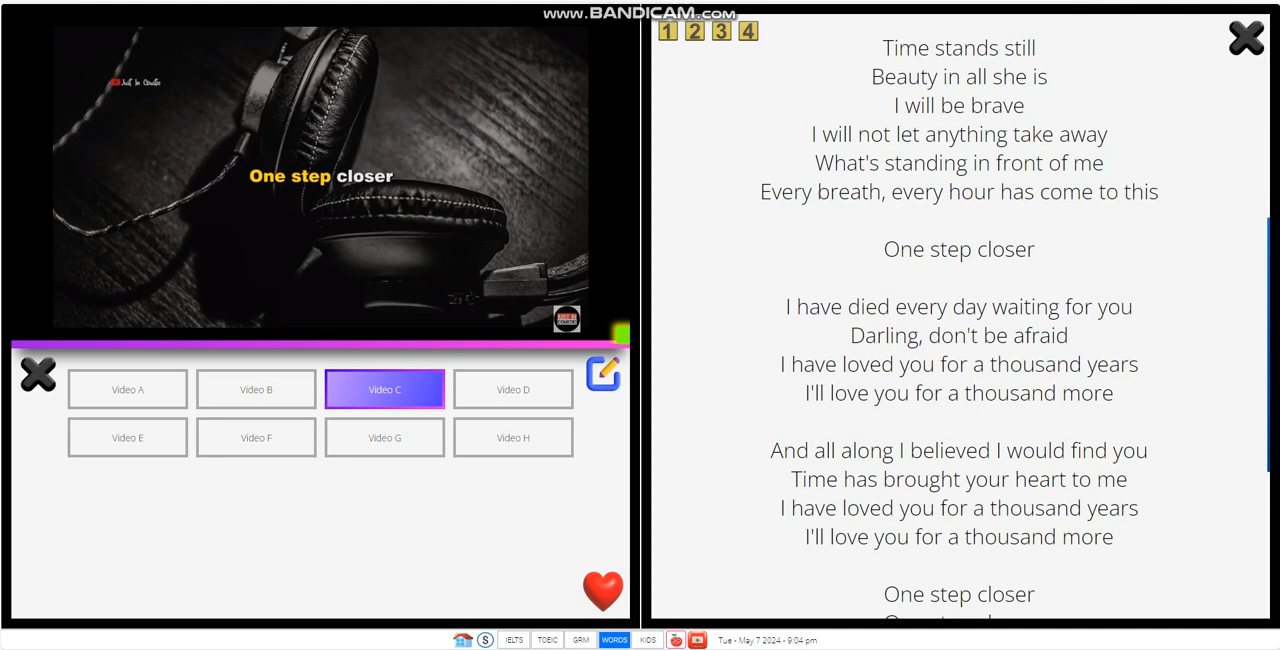 www.BANDICAM.com
Just In Coustic
One step closer
Video A
Video B
Video C
Video D
Video E
Video F
Video G
Video H
1 2 3 4
Time stands still
Beauty in all she is
I will be brave
I will not let anything take away
What's standing in front of me
Every breath, every hour has come to this
One step closer
I have died every day waiting for you
Darling, don't be afraid
I have loved you for a thousand years
I'll love you for a thousand more
And all along I believed I would find you
Time has brought your heart to me
I have loved you for a thousand years
I'll love you for a thousand more
One step closer
S
IELTS
TOEIC
GRM
WORDS
KIDS
Tue - May 7 2024 - 9:04 pm